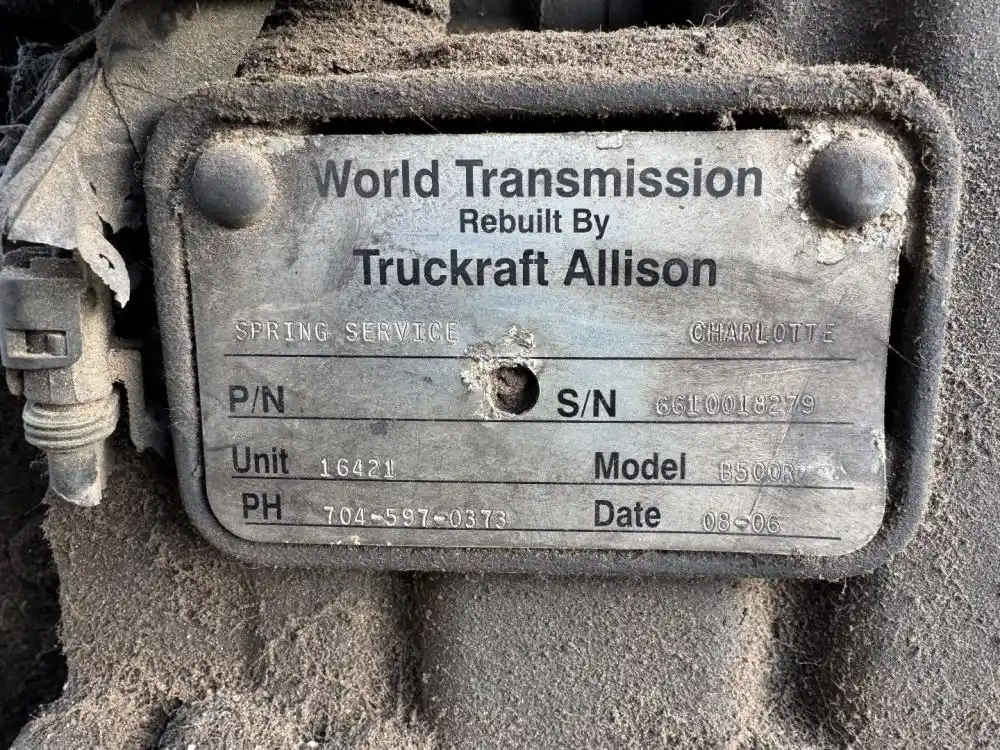 World Transmission
Rebuilt By
Truckraft Allison
SPRING SERVICE CHARLOTTE
P/N S/N 6610018279
Unit 16421 Model B500R
PH 704-597-0373 Date 08-06